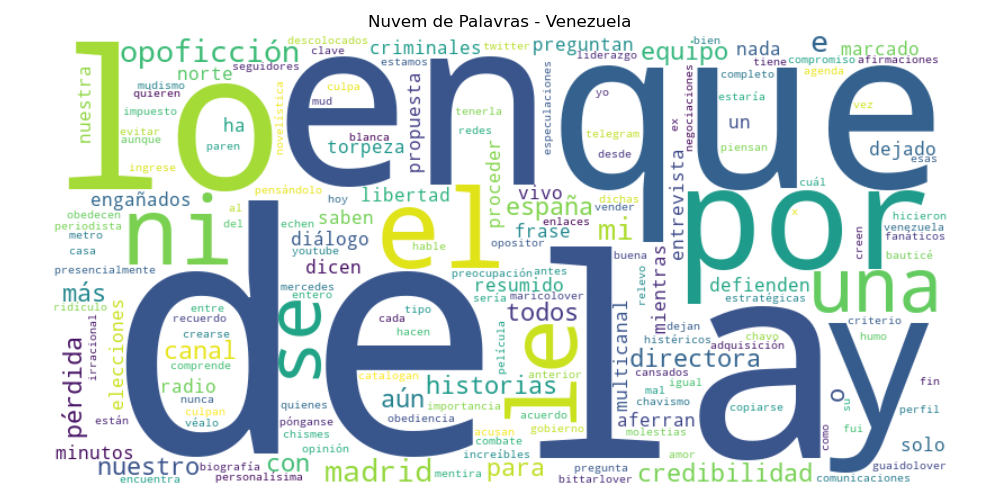 Nuvem de Palavras - Venezuela
lo
en
que
de
la
y
por
el
ni
una
se
le
opoficción
norte
nuestra
criminales
preguntan
equipo
nada
e
marcado
descolocados
clave
seguidores
twitter
estamos
bien
liderazgo
tiene
compromiso
agenda
afirmaciones
completo
mudismo
quieren
impuesto
evitar
aunque
paren
ha
ingrese
novelística
mud
culpa
blanca
torpeza
propuesta
tenerla
redes
combate
especulaciones
yo
telegram
desde
ex
negociaciones
un
estaría
vez
piensan
dejado
esas
engañados
pensándolo
hoy
libertad
proceder
vivo
dichas
vender
españa
enlaces
mi
frase
entrevista
cuál
x
hicieron
venezuela
fanáticos
creen
bauticé
obedecen
periodista
metro
casa
al
del
echen
saben
diálogo
youtube
dicen
presencialmente
hable
opositor
preocupación
antes
buena
relevo
mientras
defienden
estratégicas
más
ridículo
mercedes
entero
resumido
sería
maricolover
todos
entre
recuerdo
crearse
canal
comprende
irracional
pérdida
elecciones
radio
nunca
culpan
véalo
están
minutos
nuestro
encuentra
biografía
personalísima
con
quienes
pónganse
chismes
opinión
cada
tipo
hacen
catalogan
aún
obediencia
historias
importancia
película
anterior
acuerdo
gobierno
acusan
increíbles
madrid
mentira
para
multicanal
dejan
histéricos
directora
cansados
mal
igual
chavismo
aferran
molestias
amor
pregunta
bittarlover
credibilidad
adquisición
chavo
copiarse
como
o
su
fui
criterio
humo
fin
perfil
solo
guaidolover
comunicaciones